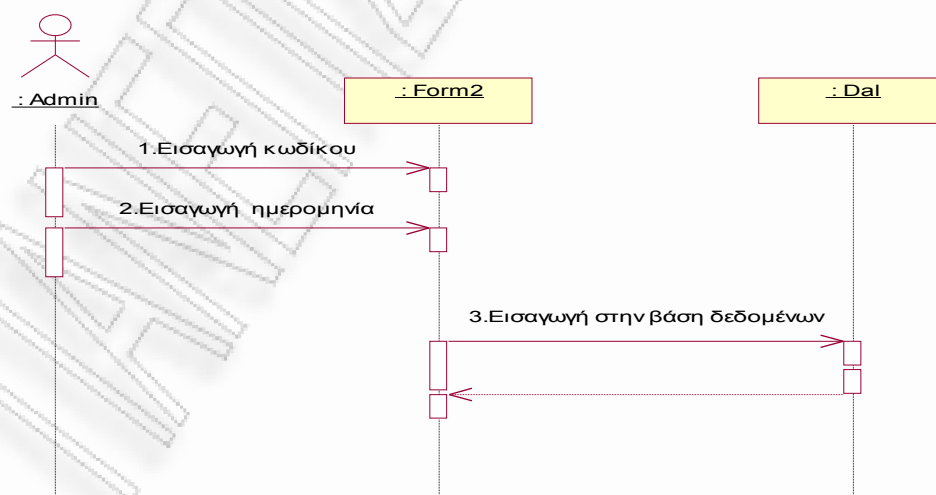 : Admin
: Form2
: Dal
1.Εισαγωγή κωδίκου
2.Εισαγωγή ημερομηνία
3.Εισαγωγή στην βάση δεδομένων